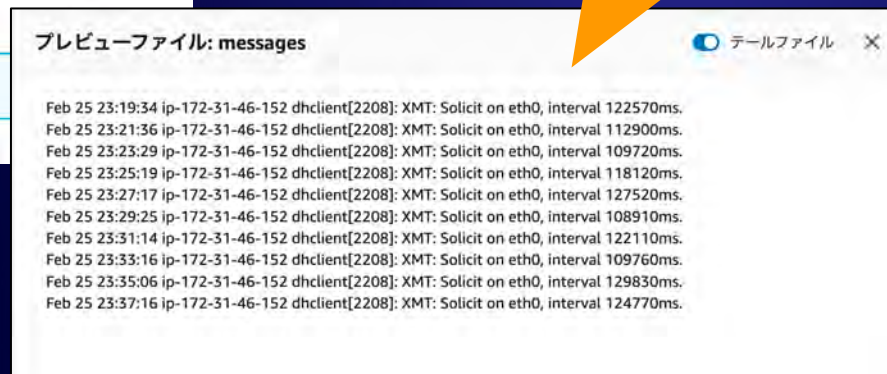 プレビューファイル: messages
テールファイル ×
Feb 25 23:19:34 ip-172-31-46-152 dhclient[2208]: XMT: Solicit on eth0, interval 122570ms.
Feb 25 23:21:36 ip-172-31-46-152 dhclient[2208]: XMT: Solicit on eth0, interval 112900ms.
Feb 25 23:23:29 ip-172-31-46-152 dhclient[2208]: XMT: Solicit on eth0, interval 109720ms.
Feb 25 23:25:19 ip-172-31-46-152 dhclient[2208]: XMT: Solicit on eth0, interval 118120ms.
Feb 25 23:27:17 ip-172-31-46-152 dhclient[2208]: XMT: Solicit on eth0, interval 127520ms.
Feb 25 23:29:25 ip-172-31-46-152 dhclient[2208]: XMT: Solicit on eth0, interval 108910ms.
Feb 25 23:31:14 ip-172-31-46-152 dhclient[2208]: XMT: Solicit on eth0, interval 122110ms.
Feb 25 23:33:16 ip-172-31-46-152 dhclient[2208]: XMT: Solicit on eth0, interval 109760ms.
Feb 25 23:35:06 ip-172-31-46-152 dhclient[2208]: XMT: Solicit on eth0, interval 129830ms.
Feb 25 23:37:16 ip-172-31-46-152 dhclient[2208]: XMT: Solicit on eth0, interval 124770ms.